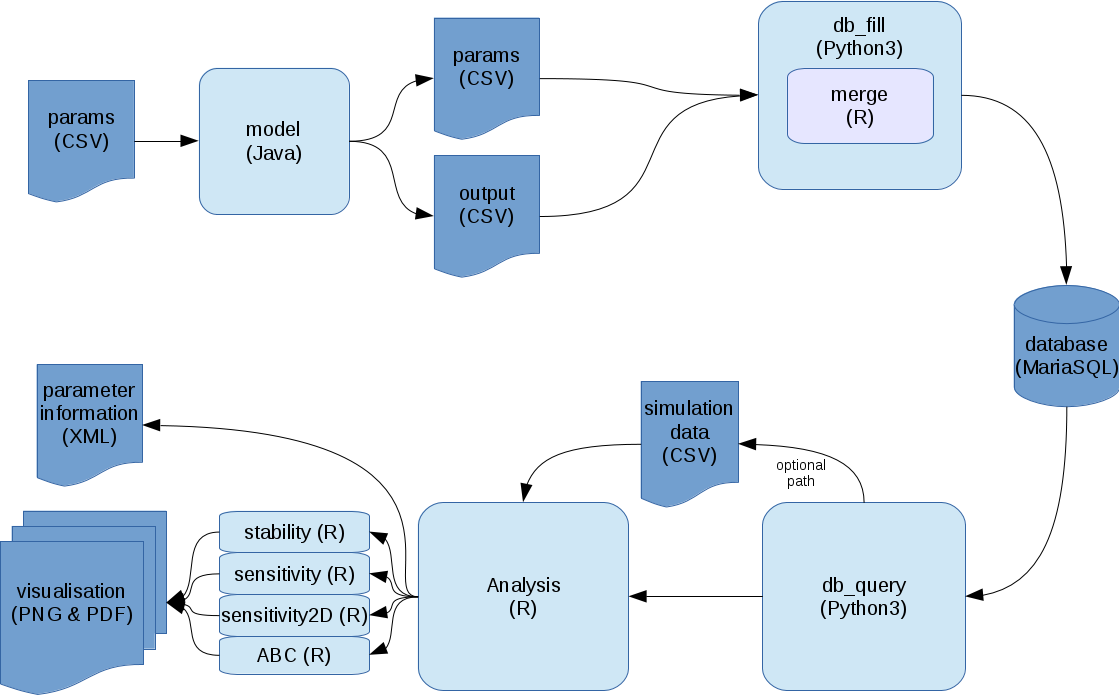 params
(CSV)
model
(Java)
params
(CSV)
output
(CSV)
db_fill
(Python3)
merge
(R)
database
(MariaSQL)
parameter
information
(XML)
simulation
data
(CSV)
optional
path
visualisation
(PNG & PDF)
stability (R)
sensitivity (R)
sensitivity2D (R)
ABC (R)
Analysis
(R)
db_query
(Python3)